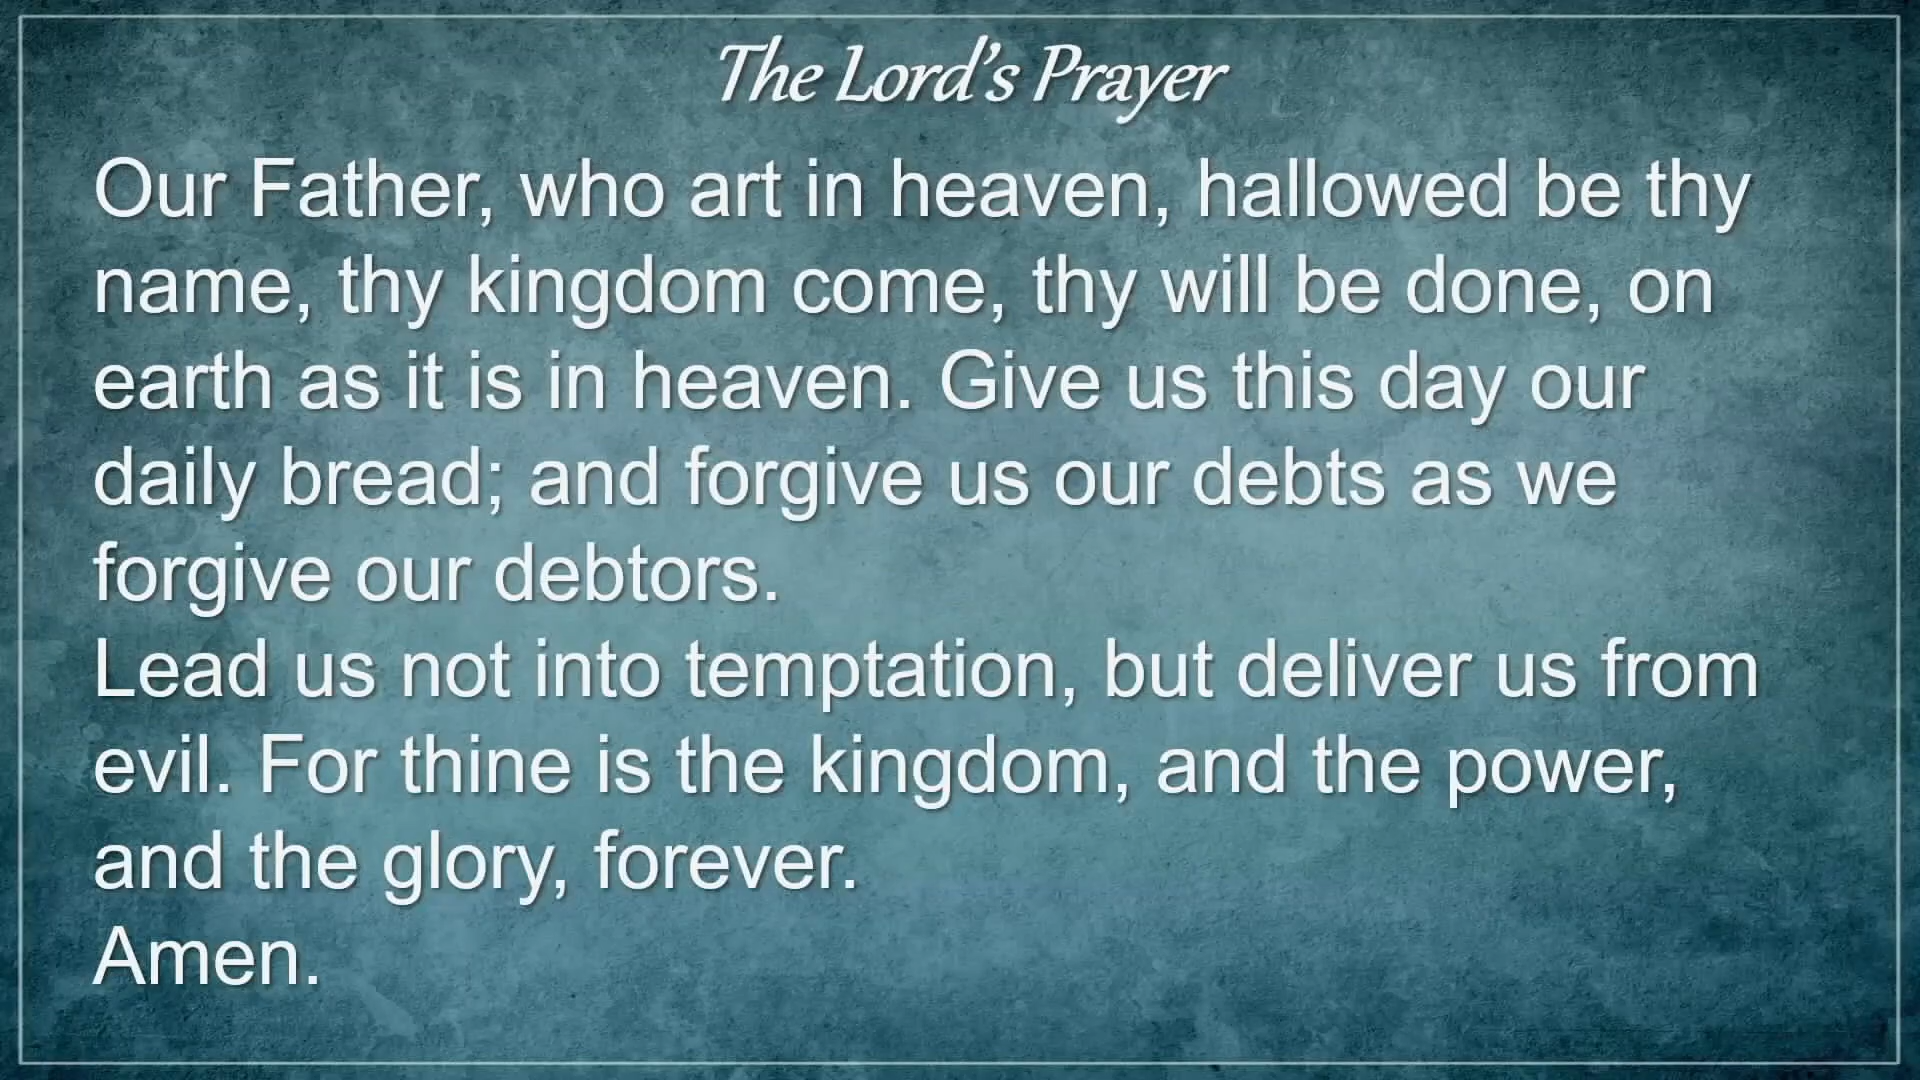 The Lord's Prayer
Our Father, who art in heaven, hallowed be thy
name, thy kingdom come, thy will be done, on
earth as it is in heaven. Give us this day our
daily bread; and forgive us our debts as we
forgive our debtors.
Lead us not into temptation, but deliver us from
evil. For thine is the kingdom, and the power,
and the glory, forever.
Amen.